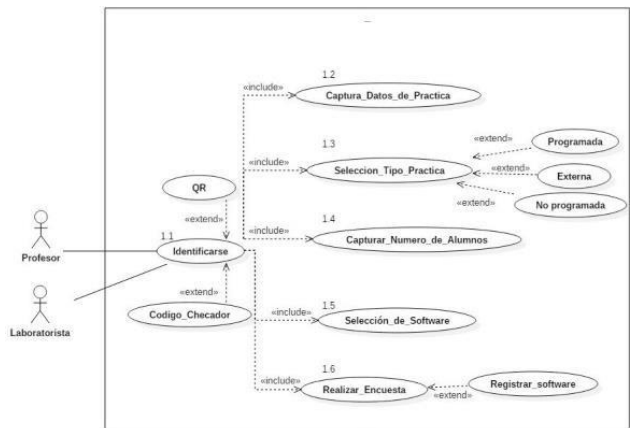 1.2
«include»
Captura_Datos_de_Practica
1.3
«extend»
Programada
«include»
Seleccion_Tipo_Practica
«extend»
Externa
QR
«extend»
No programada
«extend»
1.1
1.4
Identificarse
«include»
Capturar_Numero_de_Alumnos
Profesor
«extend»
1.5
Codigo_Checador
«include»
Selección_de_Software
Laboratorista
1.6
«include»
Realizar_Encuesta
«extend»
Registrar_software